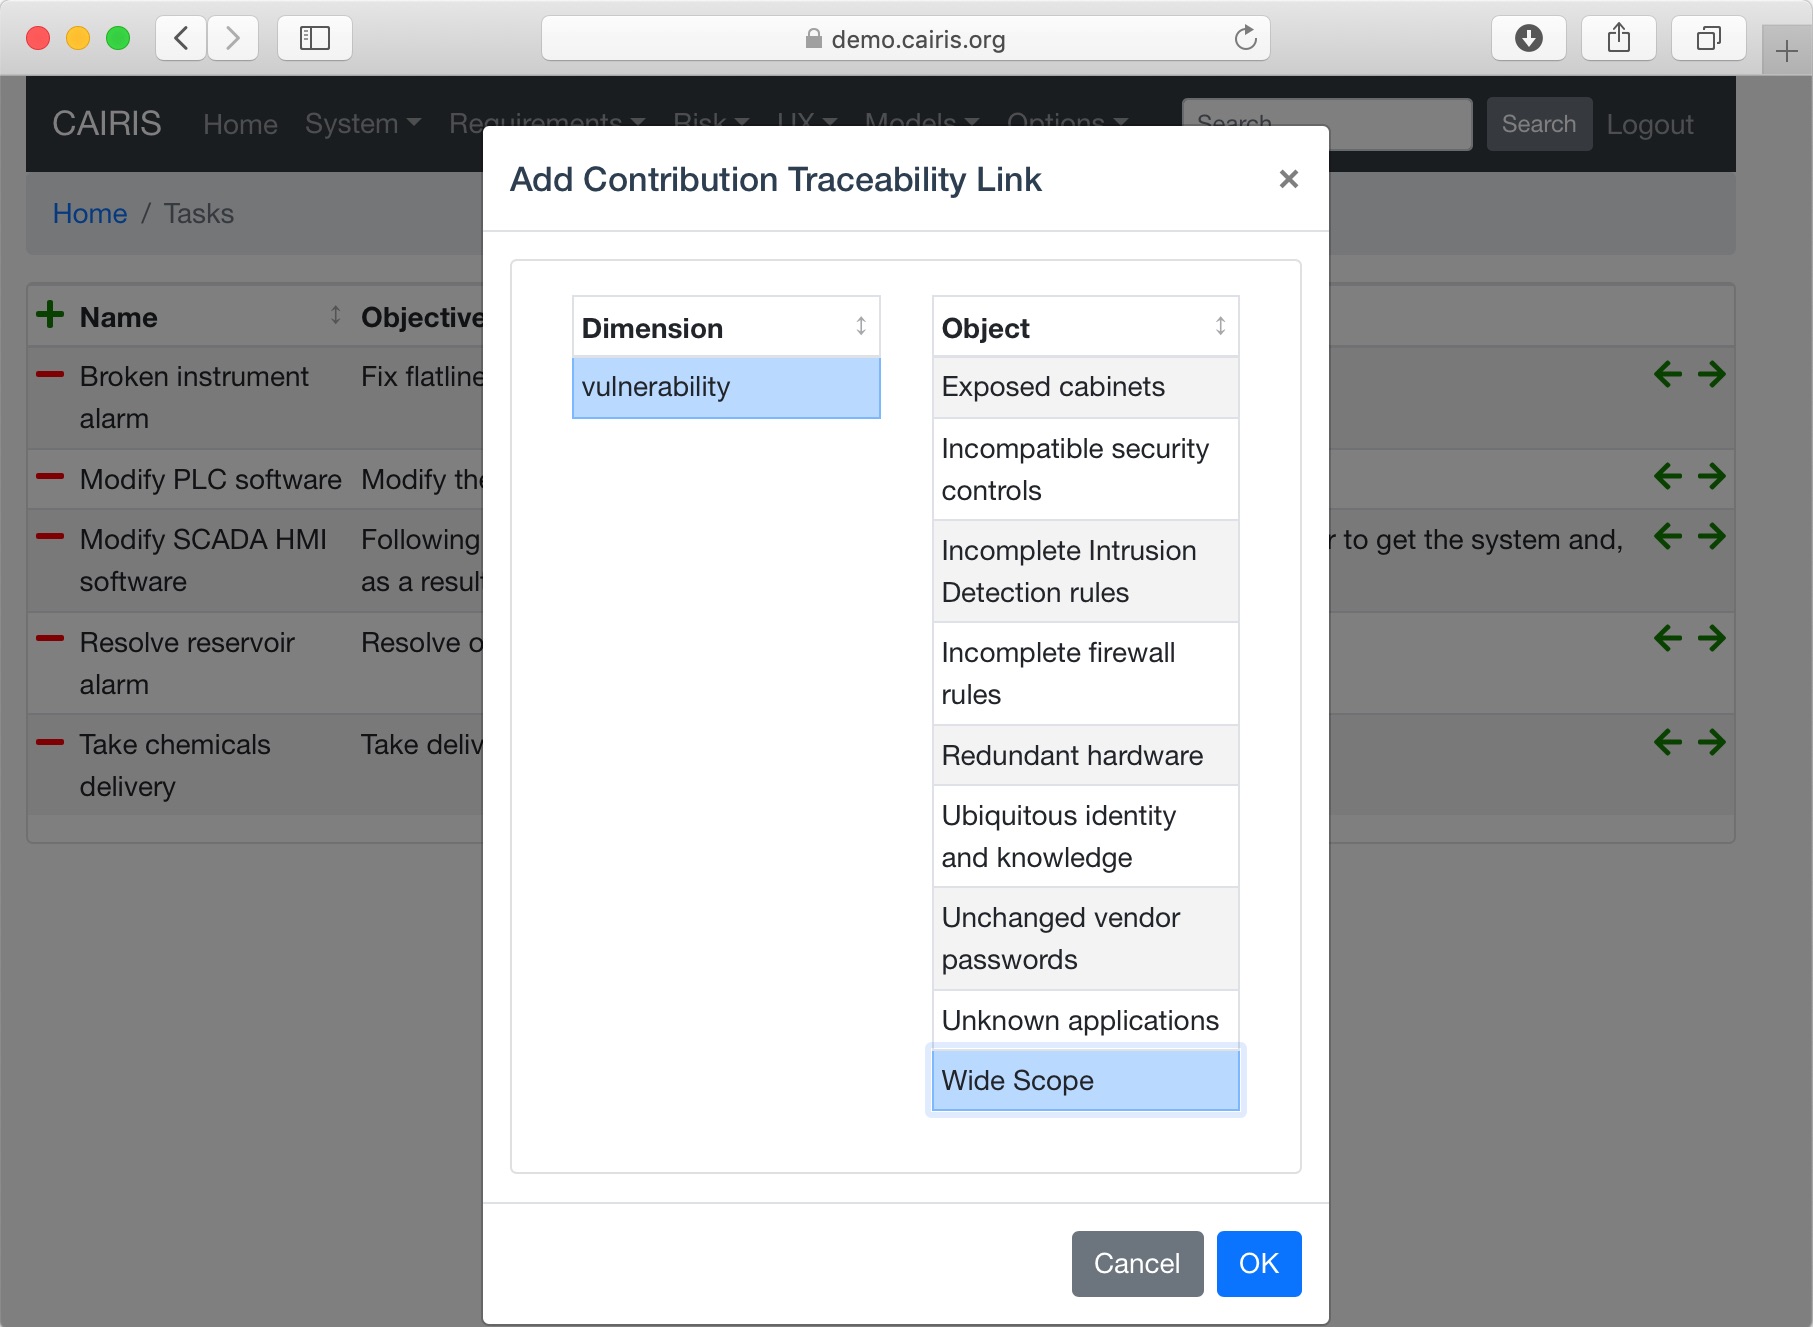 demo.cairis.org
CAIRIS Home System Requirements Risk UX Models Options Search Search Logout
Add Contribution Traceability Link ×
Home / Tasks
Name Objective
Dimension Object
vulnerability Exposed cabinets
Broken instrument
alarm
Fix flatline
Incompatible security
controls
Modify PLC software Modify the
Incomplete Intrusion
Detection rules
Modify SCADA HMI
software
Following
as a result
r to get the system and,
Incomplete firewall
rules
Resolve reservoir
alarm
Resolve o
Redundant hardware
Take chemicals
delivery
Take deliv
Ubiquitous identity
and knowledge
Unchanged vendor
passwords
Unknown applications
Wide Scope
Cancel OK